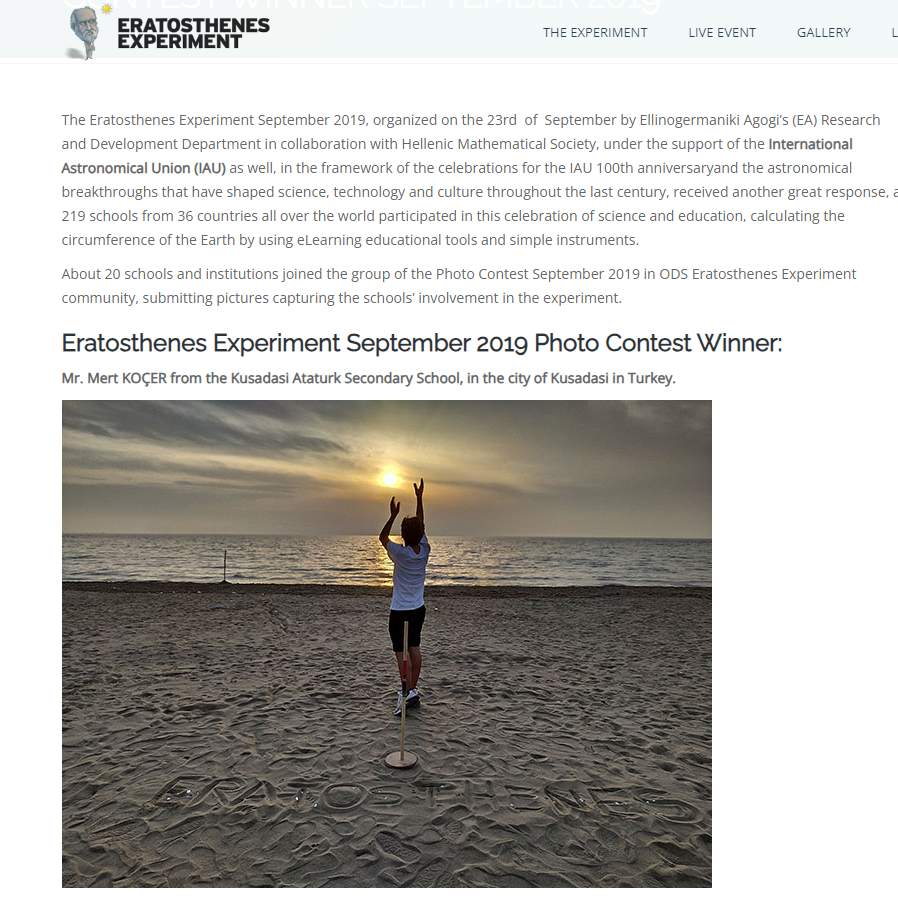 CONTEST WINNER SEPTEMBER 2019
ERATOSTHENES
EXPERIMENT
THE EXPERIMENT
LIVE EVENT
GALLERY
The Eratosthenes Experiment September 2019, organized on the 23rd of September by Ellinogermaniki Agogi’s (EA) Research
and Development Department in collaboration with Hellenic Mathematical Society, under the support of the International
Astronomical Union (IAU) as well, in the framework of the celebrations for the IAU 100th anniversaryand the astronomical
breakthroughs that have shaped science, technology and culture throughout the last century, received another great response,
219 schools from 36 countries all over the world participated in this celebration of science and education, calculating the
circumference of the Earth by using eLearning educational tools and simple instruments.
About 20 schools and institutions joined the group of the Photo Contest September 2019 in ODS Eratosthenes Experiment
community, submitting pictures capturing the schools’ involvement in the experiment.
Eratosthenes Experiment September 2019 Photo Contest Winner:
Mr. Mert KOÇER from the Kusadasi Ataturk Secondary School, in the city of Kusadasi in Turkey.
ERATOSTHENES